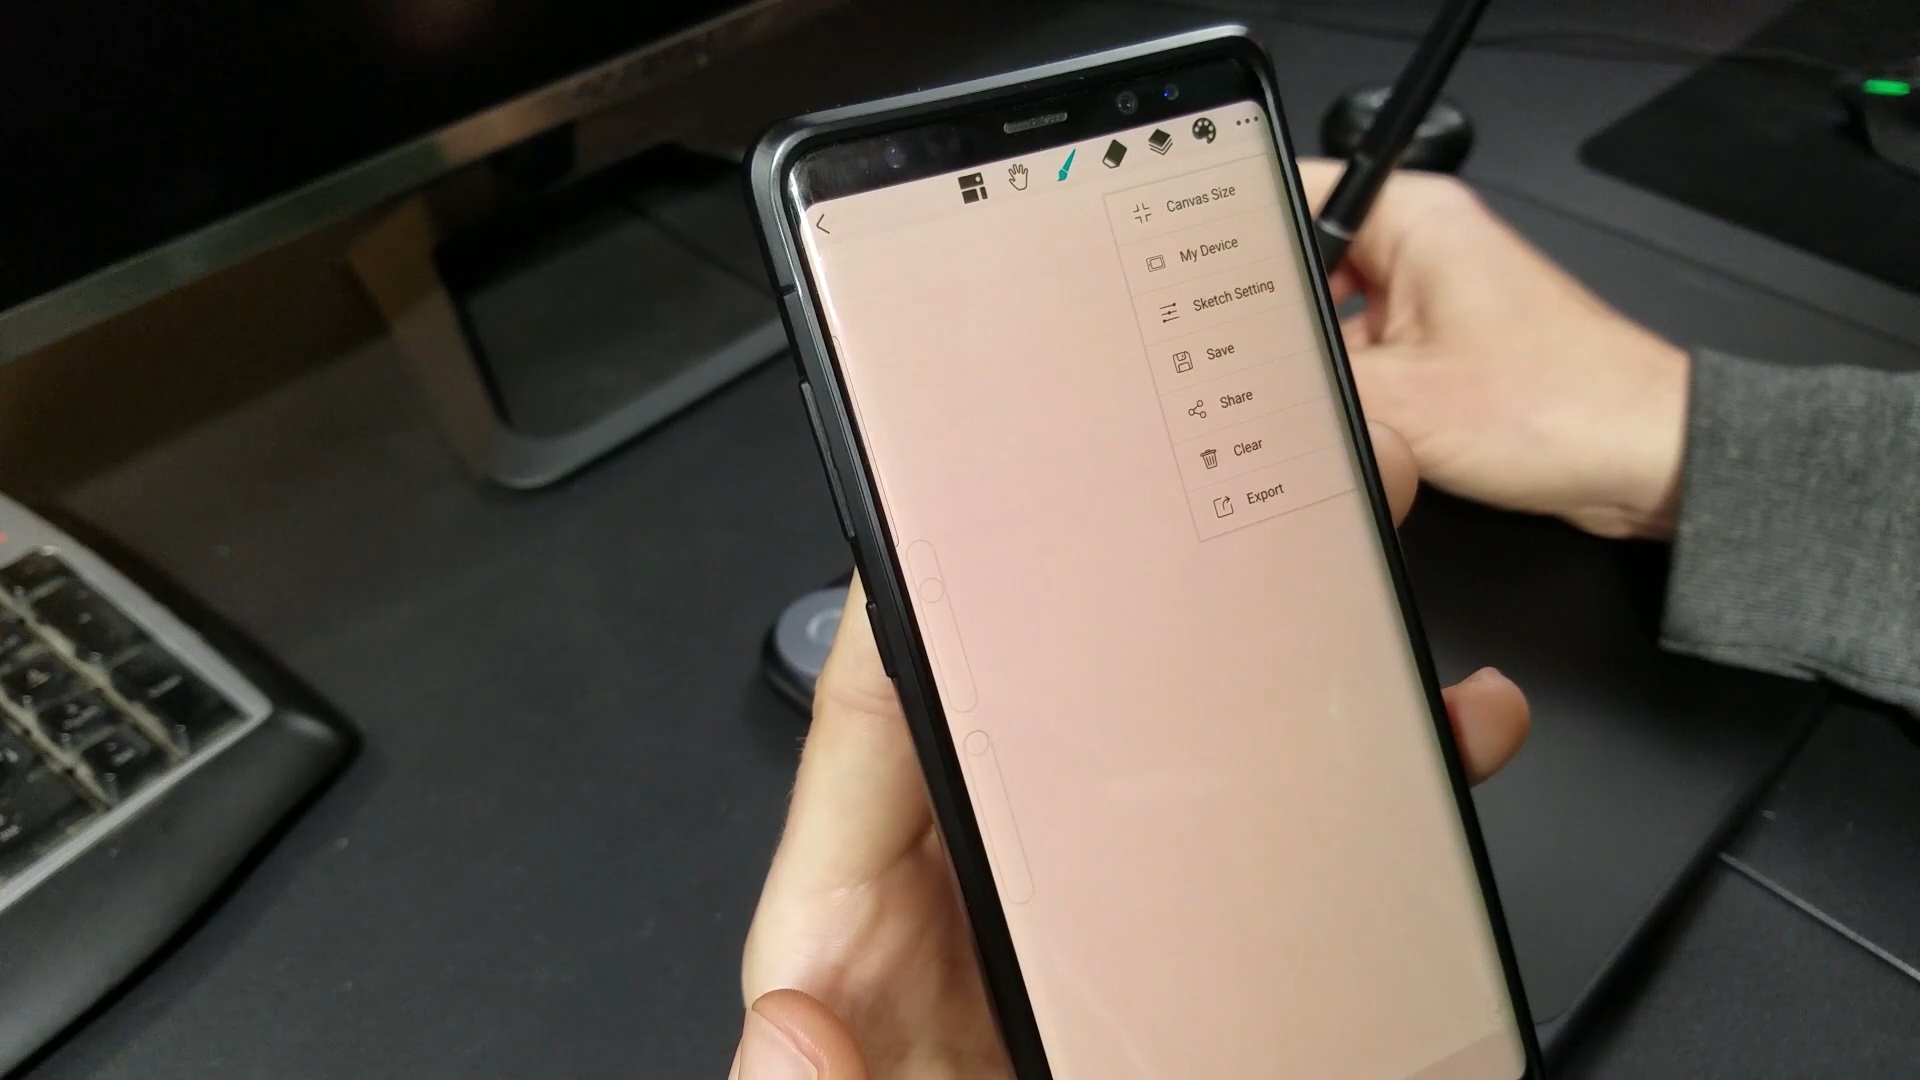 Canvas Size
My Device
Sketch Setting
Save
Share
Clear
Export